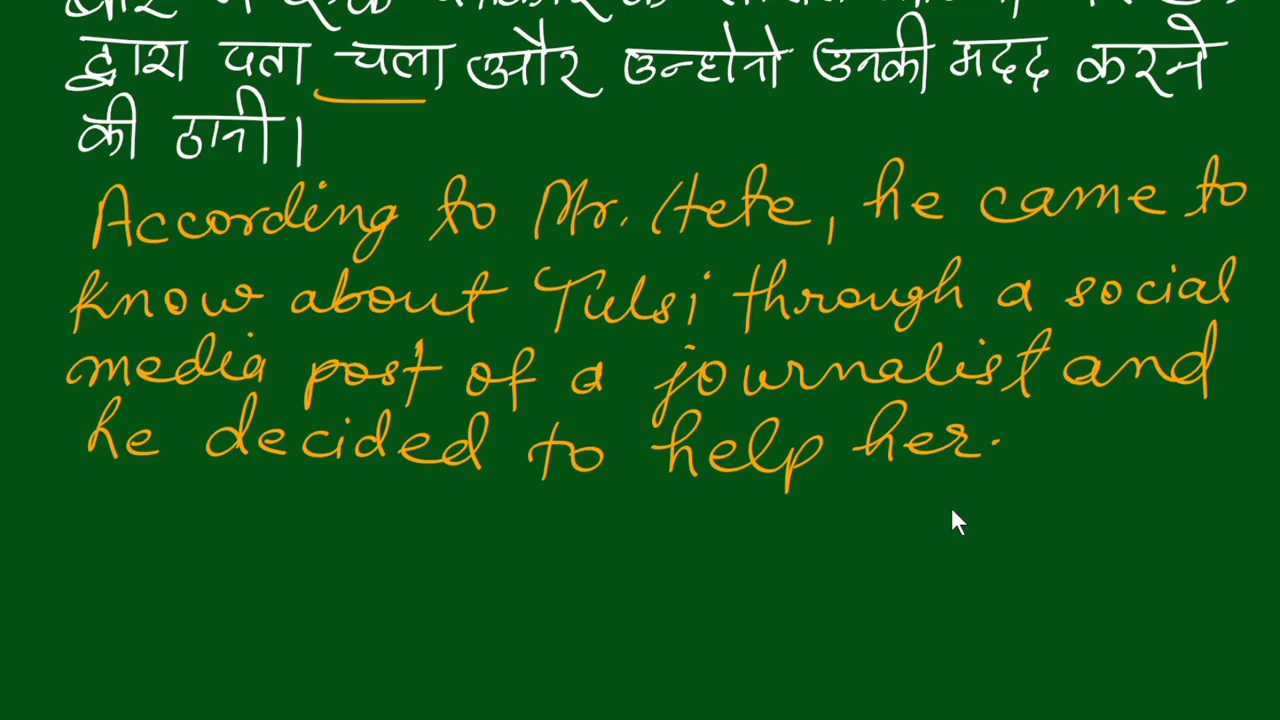 द्वारा पता चला और उन्होनो उनकी मदद करने
की ठानी।
According to Mr. Hete, he came to
know about Tulsi through a social
media post of a journalist and
he decided to help her.